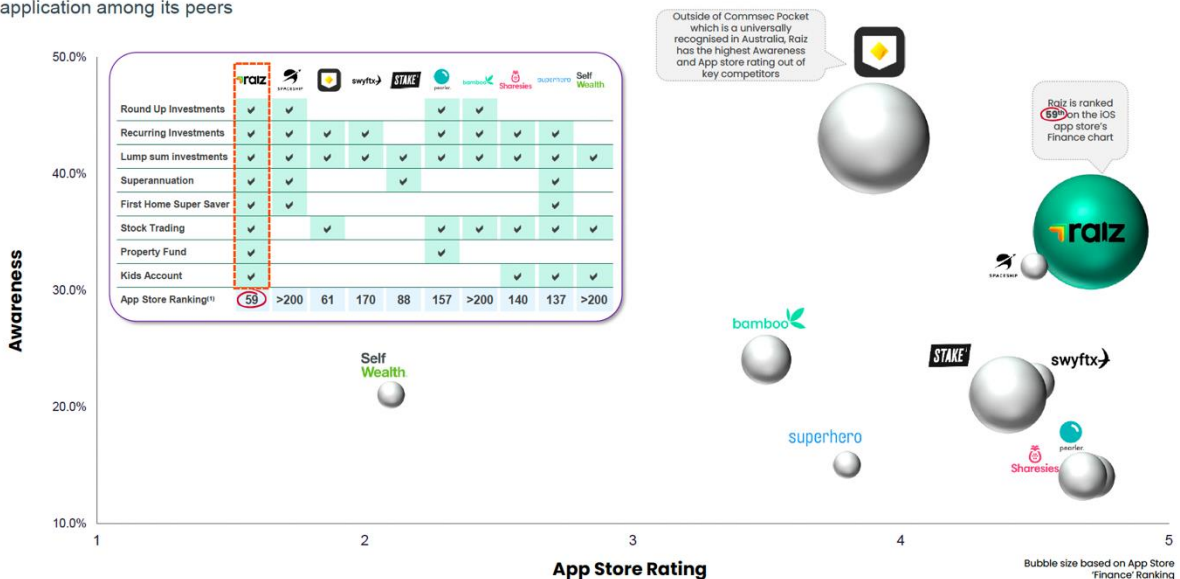 application among its peers
Outside of Commsec Pocket
which is a universally
recognised in Australia, Raiz
has the highest Awareness
and App store rating out of
key competitors
Raiz is ranked
59th on the iOS
app store's
Finance chart
50.0%
40.0%
30.0%
20.0%
10.0%
Awareness
raiz SPACESHIP swyftx STAKE pearler bamboo Sharesies superhero Self Wealth
Round Up Investments
Recurring Investments
Lump sum investments
Superannuation
First Home Super Saver
Stock Trading
Property Fund
Kids Account
App Store Ranking(1) 59 >200 61 170 88 157 >200 140 137 >200
raiz
SPACESHIP
bamboo
STAKE
swyftx
Self
Wealth
superhero
pearler
Sharesies
1 2 3 4 5
App Store Rating
Bubble size based on App Store
'Finance' Ranking